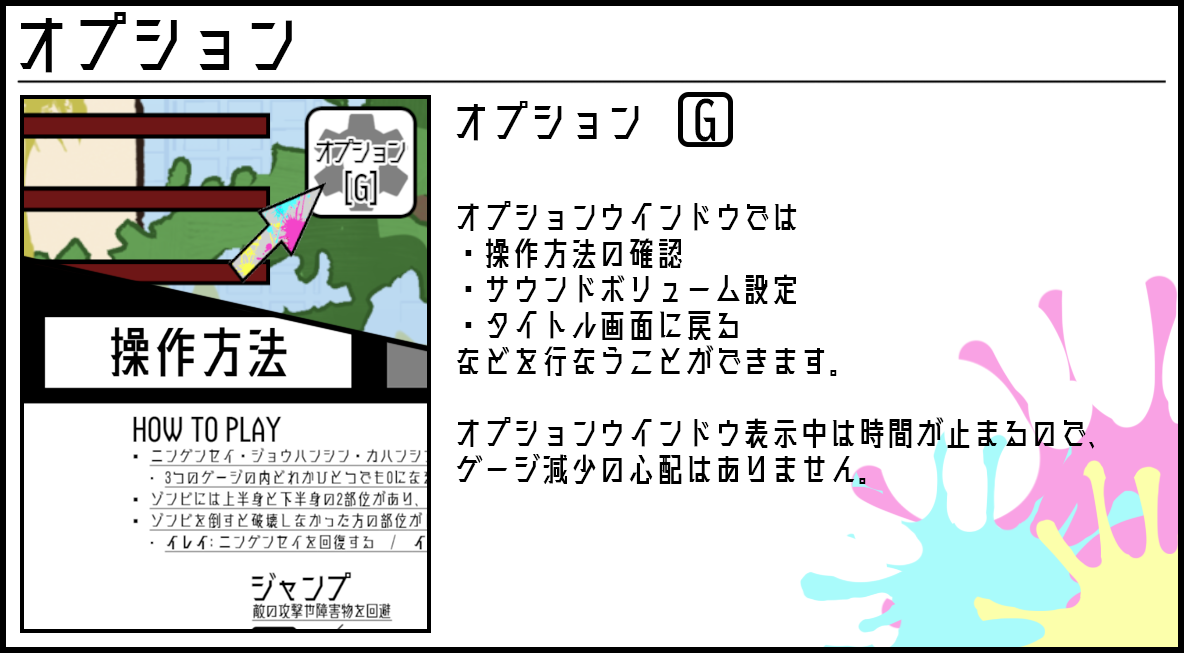 オプション
オプション
[G]
操作方法
HOW TO PLAY
・ニンゲンセイ・ジョウハンシン・カハンシン
・3つのゲージの内どれかひとつでも0にな
・ゾンビには上半身と下半身の2部位があり、
・ゾンビを倒すと破壊しなかった方の部位が
・イレイ:ニンゲンセイを回復する / イ
ジャンプ
敵の攻撃や障害物を回避
オプション G
オプションウインドウでは
・操作方法の確認
・サウンドボリューム設定
・タイトル画面に戻る
などを行なうことができます。
オプションウインドウ表示中は時間が止まるので、
ゲージ減少の心配はありません。